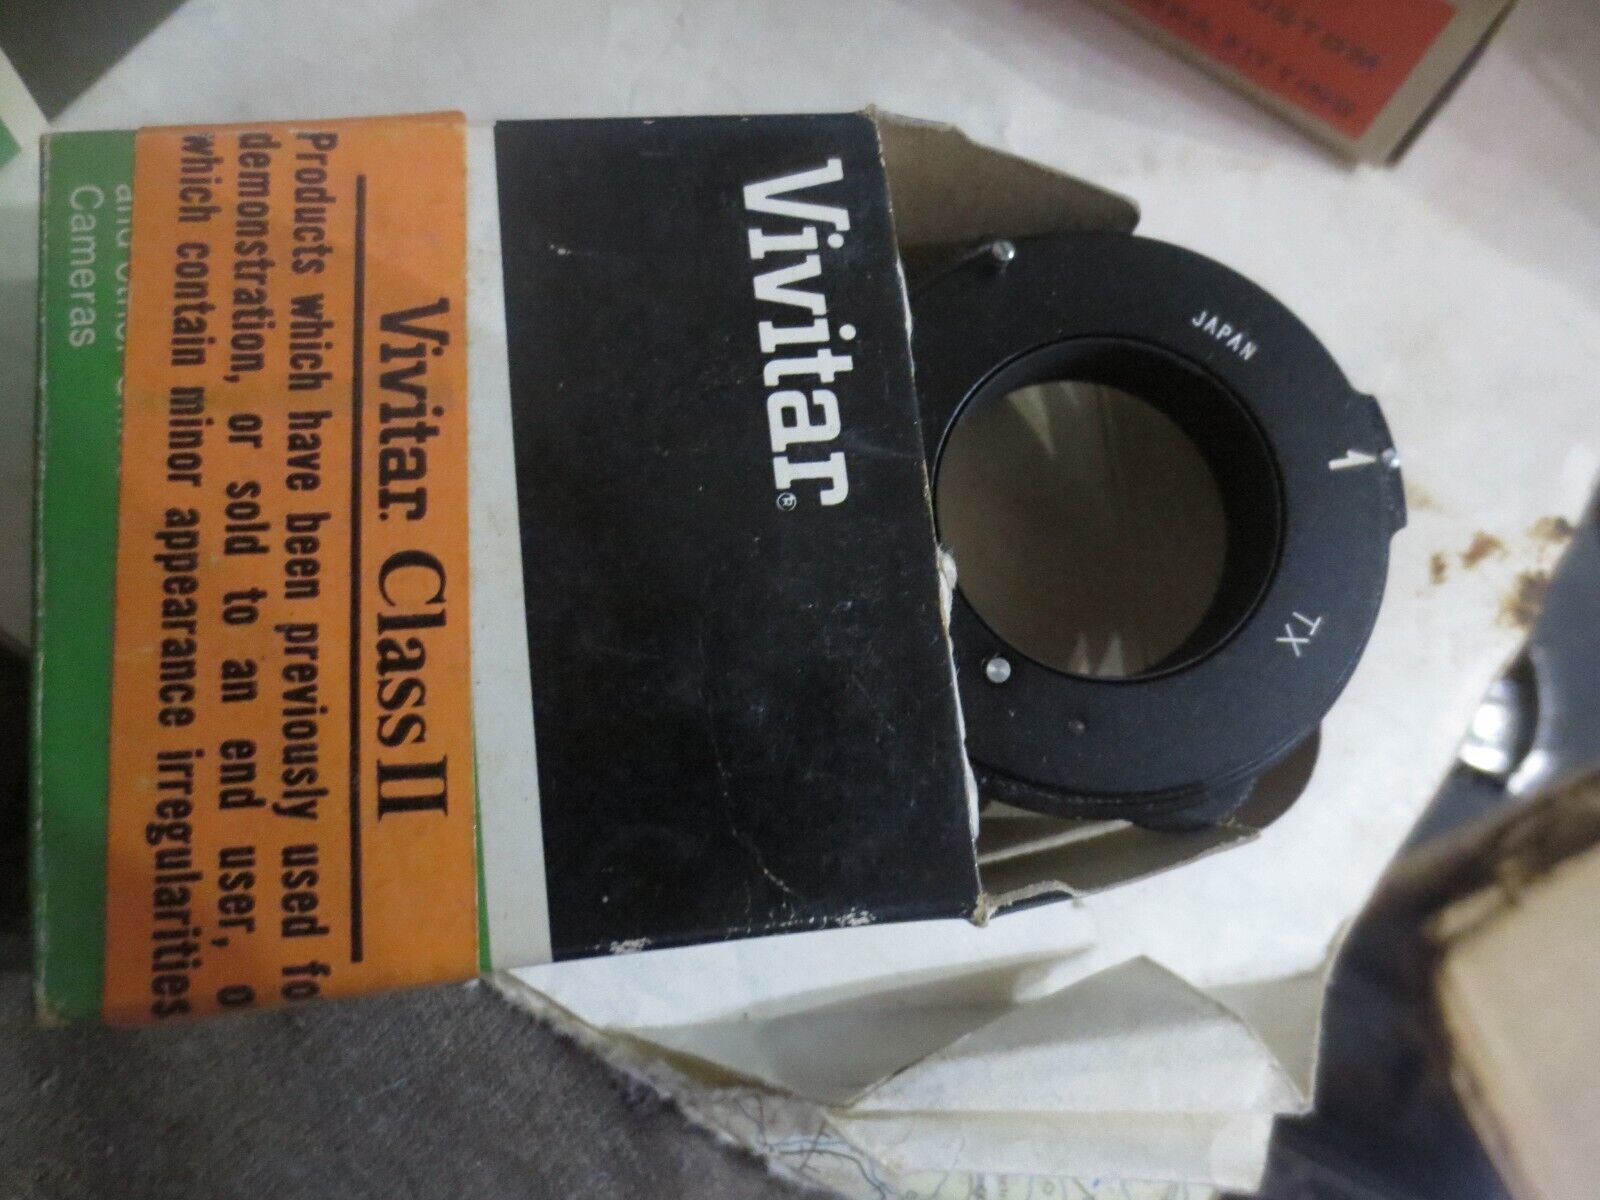 Vivitar®
Vivitar. Class II
Products which have been previously used fo
demonstration, or sold to an end user, o
which contain minor appearance irregularities
Cameras
JAPAN
1
TX